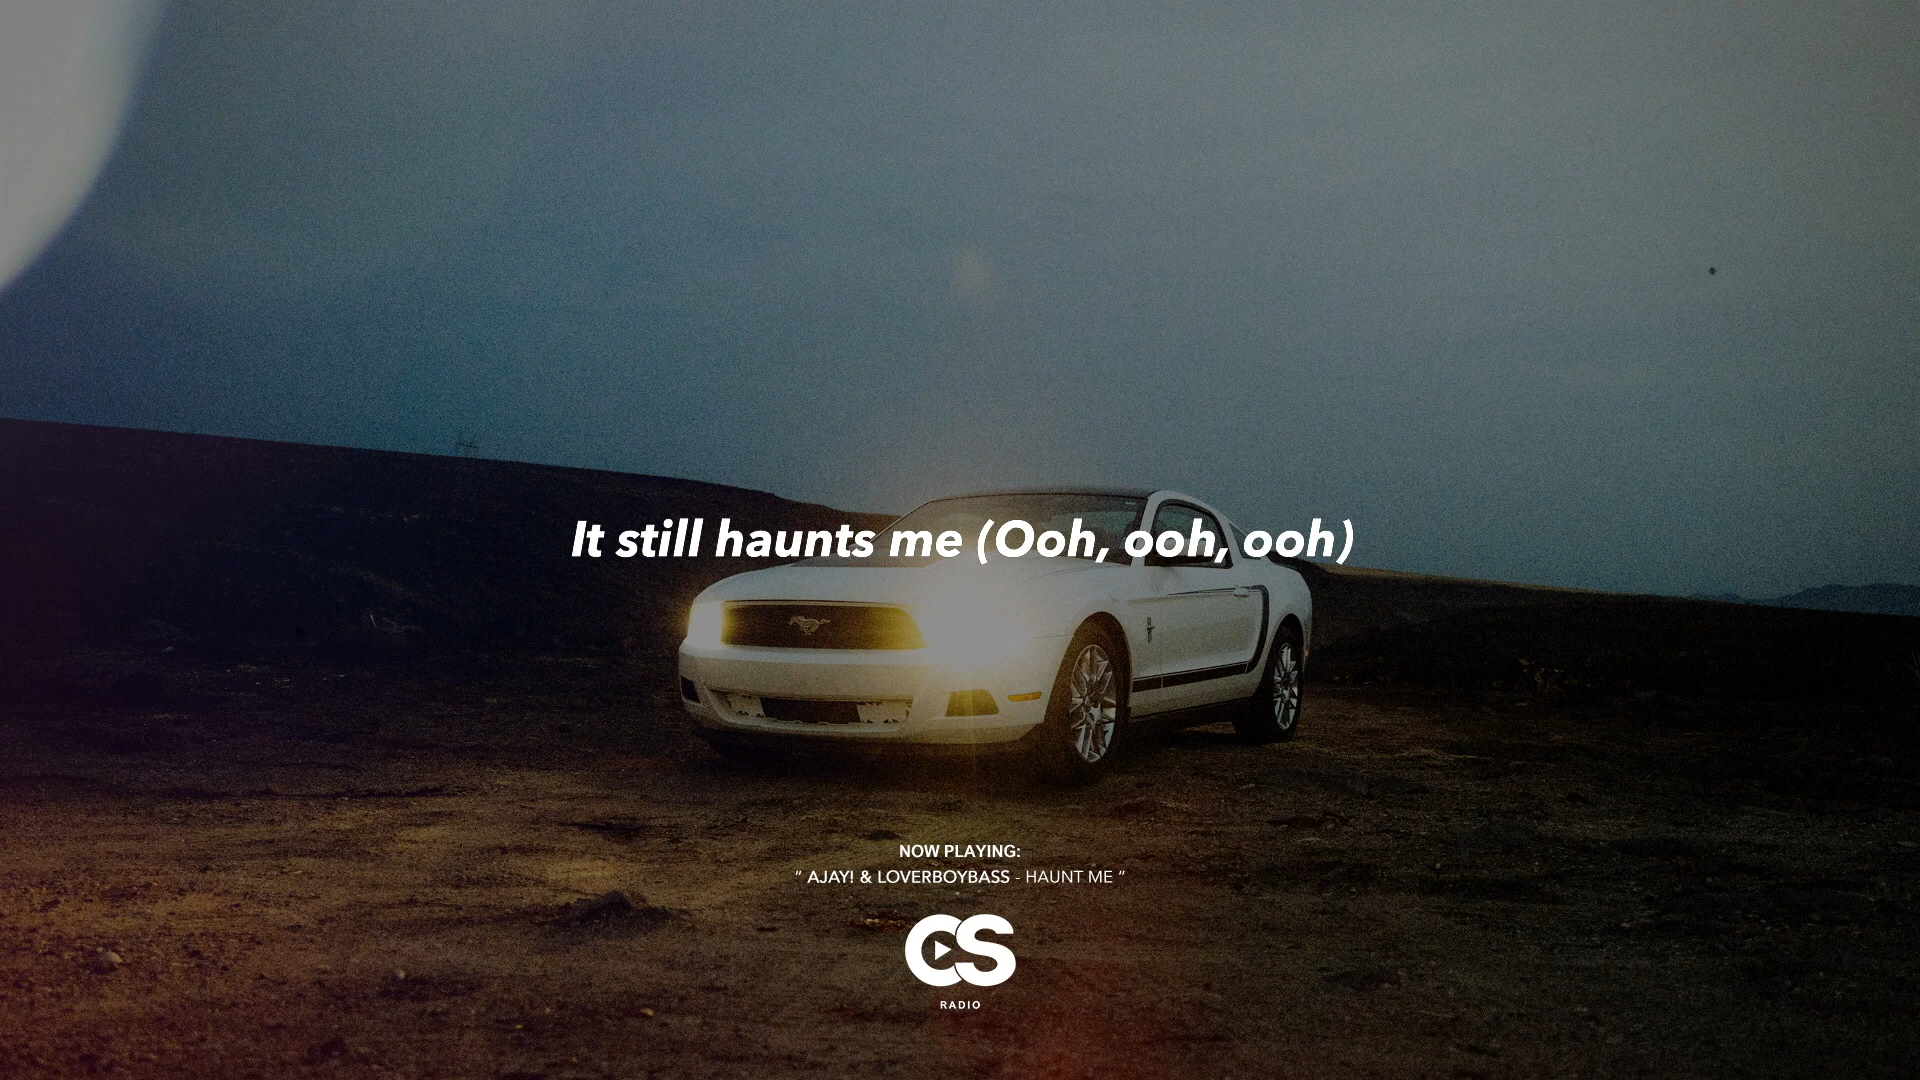 It still haunts me (Ooh, ooh, ooh)
NOW PLAYING:
“ AJAY! & LOVERBOYBASS - HAUNT ME ”
CS
RADIO